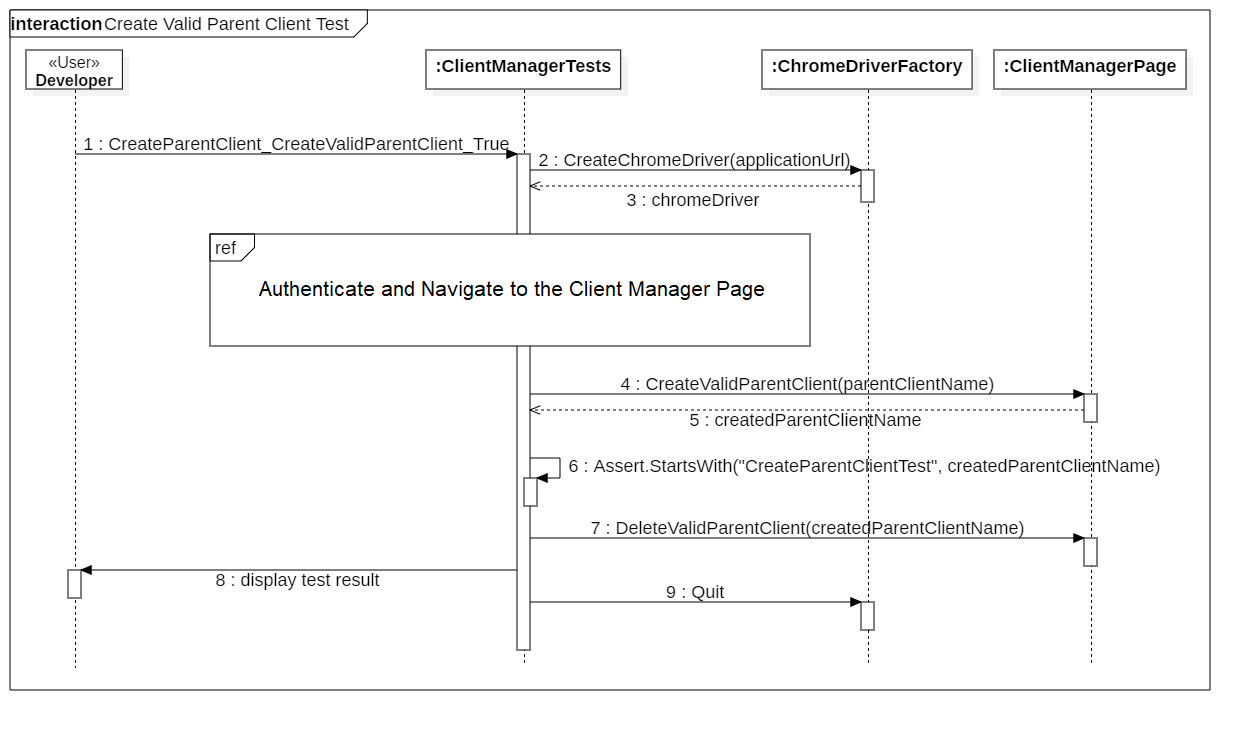 interaction Create Valid Parent Client Test
«User»
Developer
:ClientManagerTests
:ChromeDriverFactory
:ClientManagerPage
1 : CreateParentClient_CreateValidParentClient_True
2 : CreateChromeDriver(applicationUrl)
3 : chromeDriver
ref
Authenticate and Navigate to the Client Manager Page
4 : CreateValidParentClient(parentClientName)
5 : createdParentClientName
6 : Assert.StartsWith("CreateParentClientTest", createdParentClientName)
7 : DeleteValidParentClient(createdParentClientName)
8 : display test result
9 : Quit